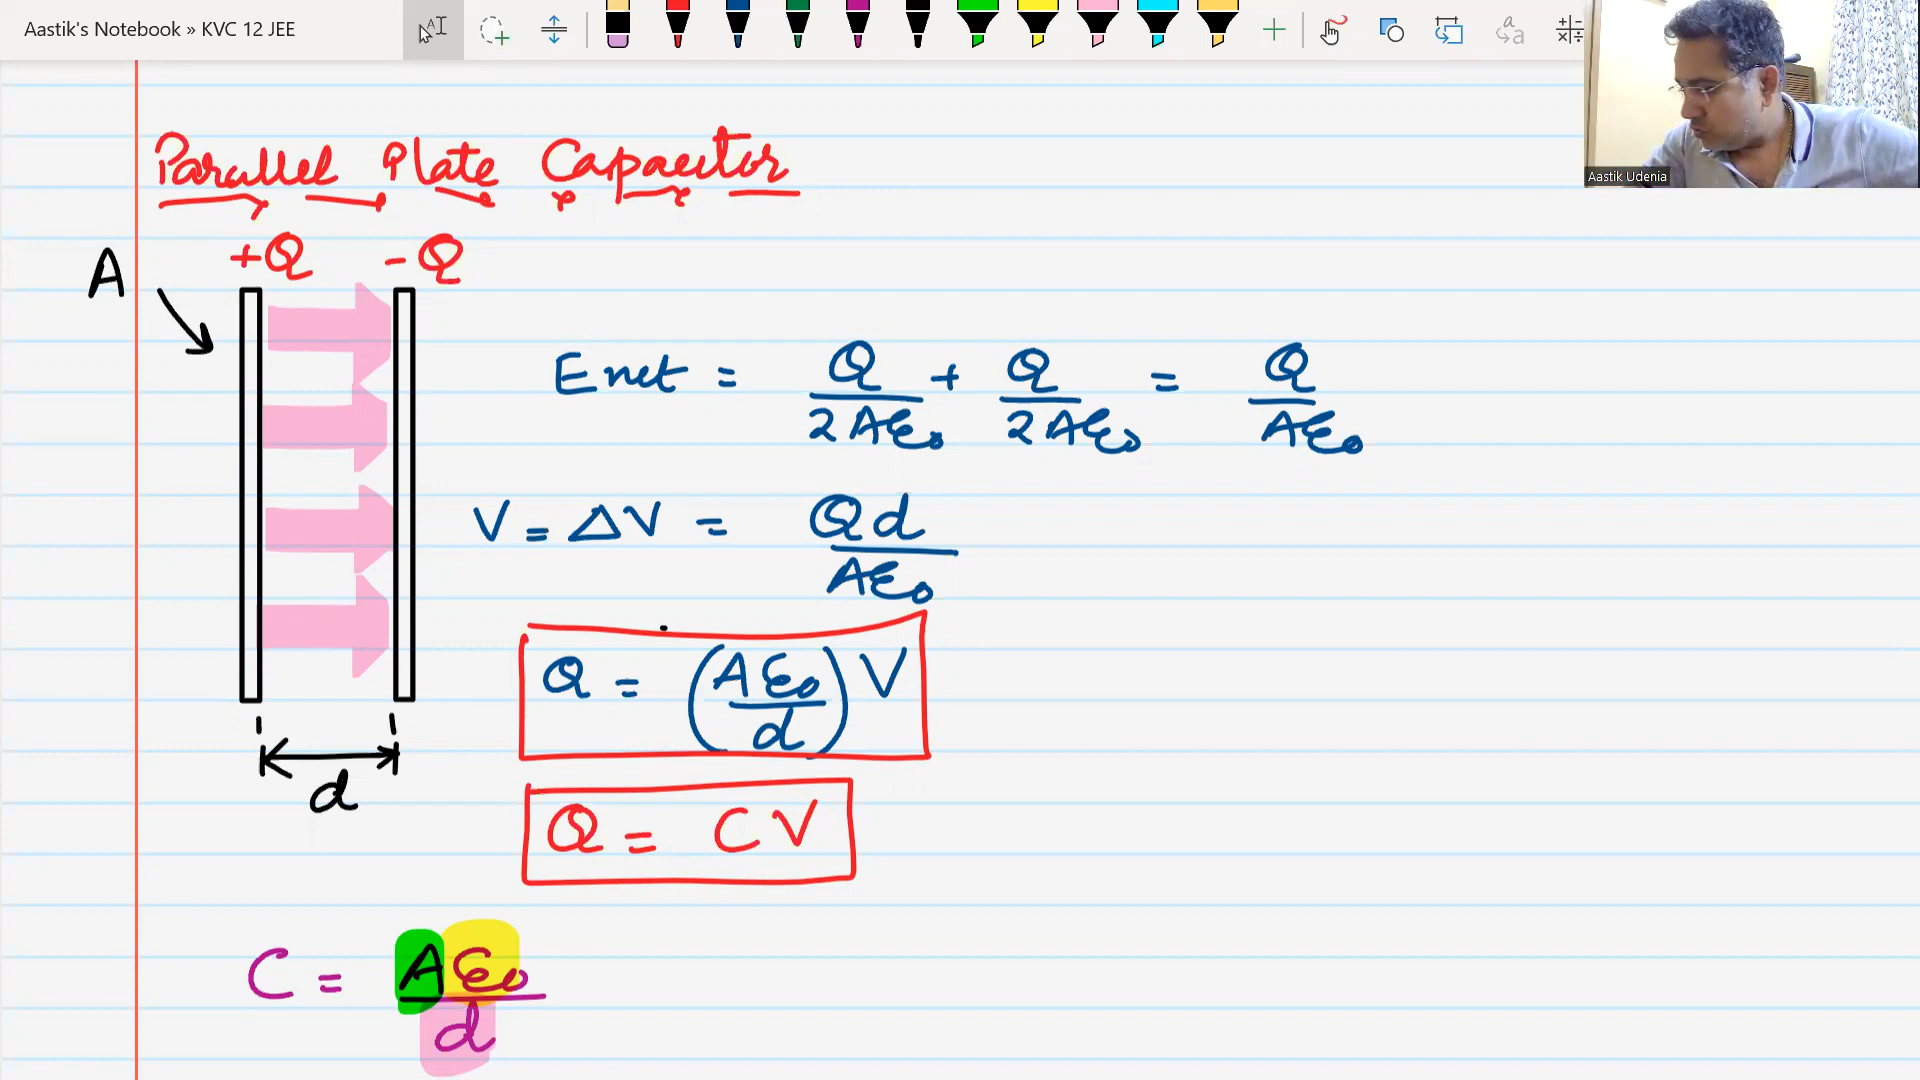 Aastik's Notebook » KVC 12 JEE
Aastik Udenia
Parallel Plate Capacitor
A +Q -Q
Enet = Q/2Aε₀ + Q/2Aε₀ = Q/Aε₀
V = ΔV = Qd/Aε₀
Q = (Aε₀/d) V
d
Q = CV
C = Aε₀/d